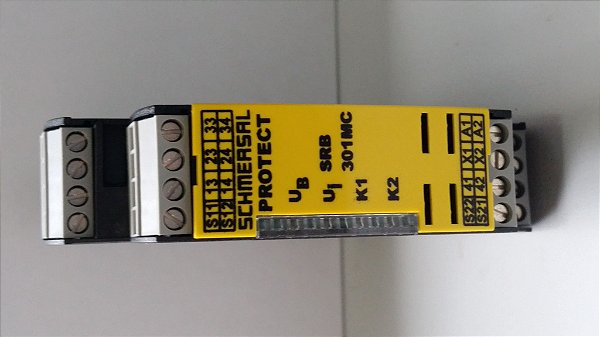 S11 13 23 33
S12 14 24 34
SCHMERSAL
PROTECT
UB
Ui SRB
301MC
K1
K2
S22 41 X3 A1
S21 42 X2 A2